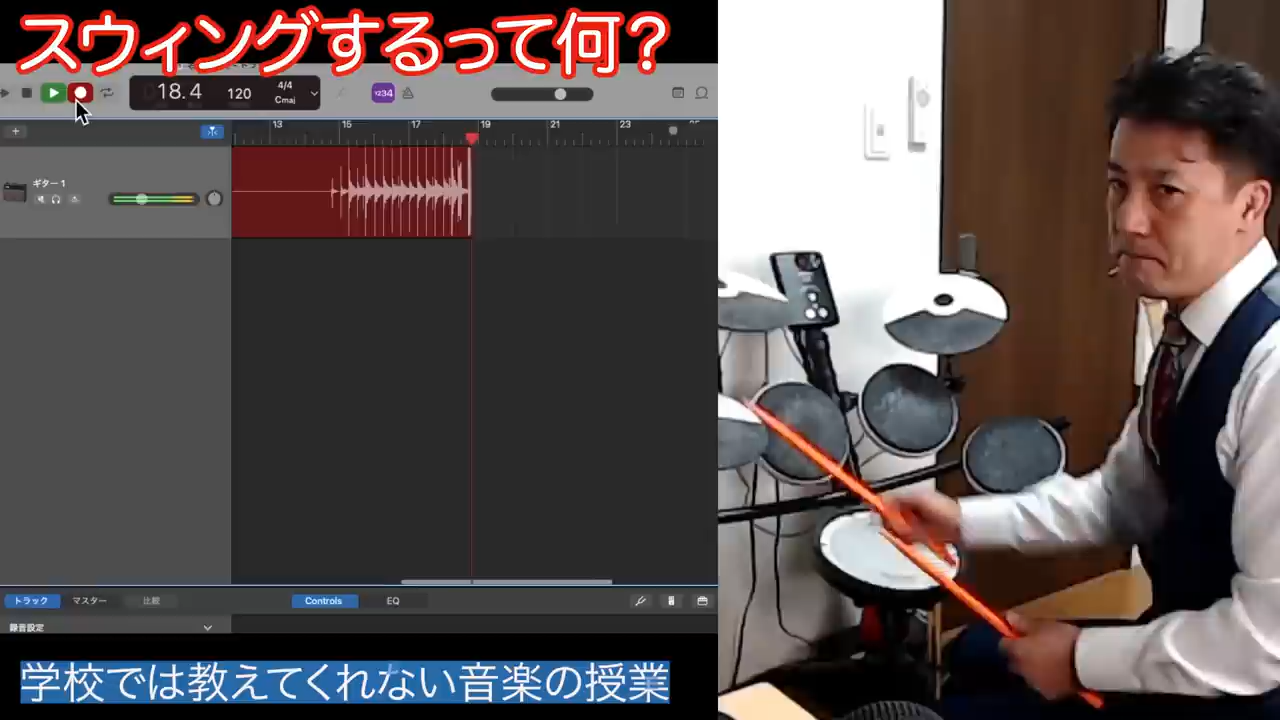 スウィングするって何？
18.4
120
4/4
Cmaj
1234
13
15
17
19
21
23
25
ギター 1
トラック
マスター
比較
Controls
EQ
録音設定
学校では教えてくれない音楽の授業